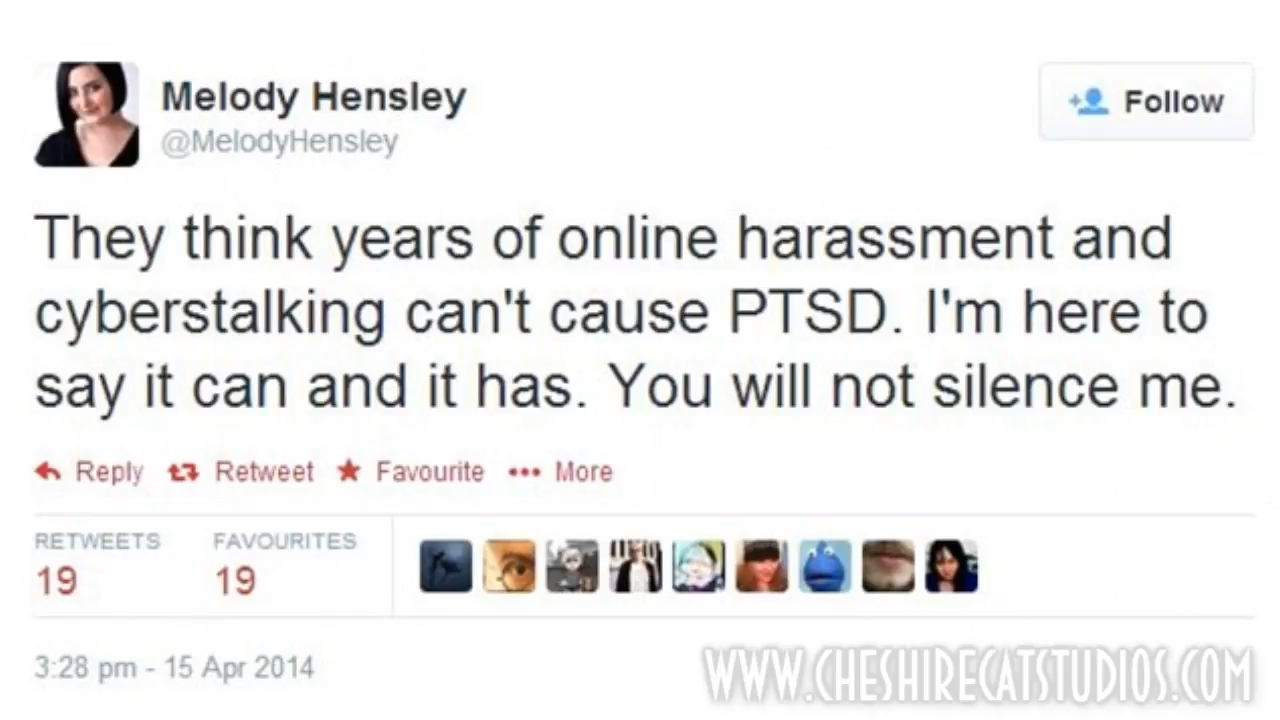 Melody Hensley
@MelodyHensley
Follow
They think years of online harassment and
cyberstalking can't cause PTSD. I'm here to
say it can and it has. You will not silence me.
Reply Retweet Favourite More
RETWEETS FAVOURITES
19 19
3:28 pm - 15 Apr 2014
WWW.CHESHIRECATSTUDIOS.COM